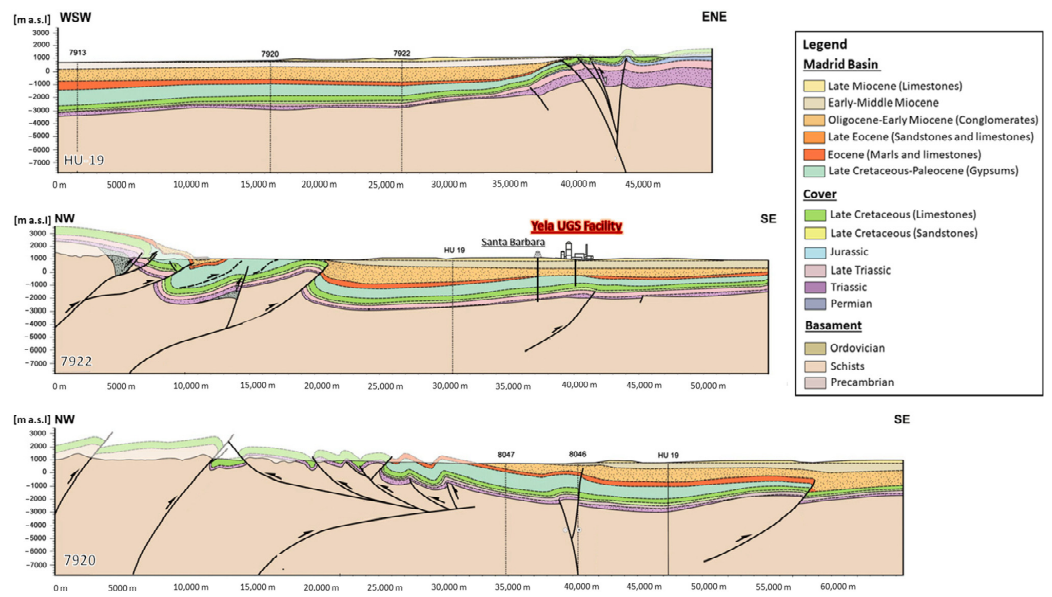 [m a.s.l] WSW ENE
7913 7920 7922
3000
2000
1000
0
−1000
−2000
−3000
−4000
−5000
−6000
−7000
HU-19
0 m 5000 m 10,000 m 15,000 m 20,000 m 25,000 m 30,000 m 35,000 m 40,000 m 45,000 m
[m a.s.l] NW SE
Yela UGS Facility
Santa Barbara
HU 19
3000
2000
1000
0
−1000
−2000
−3000
−4000
−5000
−6000
−7000
7922
0 m 5000 m 10,000 m 15,000 m 20,000 m 25,000 m 30,000 m 35,000 m 40,000 m 45,000 m 50,000 m
[m a.s.l] NW SE
8047 8046 HU 19
3000
2000
1000
0
−1000
−2000
−3000
−4000
−5000
−6000
−7000
7920
0 m 5000 m 10,000 m 15,000 m 20,000 m 25,000 m 30,000 m 35,000 m 40,000 m 45,000 m 50,000 m 55,000 m 60,000 m
Legend
Madrid Basin
Late Miocene (Limestones)
Early-Middle Miocene
Oligocene-Early Miocene (Conglomerates)
Late Eocene (Sandstones and limestones)
Eocene (Marls and limestones)
Late Cretaceous-Paleocene (Gypsums)
Cover
Late Cretaceous (Limestones)
Late Cretaceous (Sandstones)
Jurassic
Late Triassic
Triassic
Permian
Basament
Ordovician
Schists
Precambrian